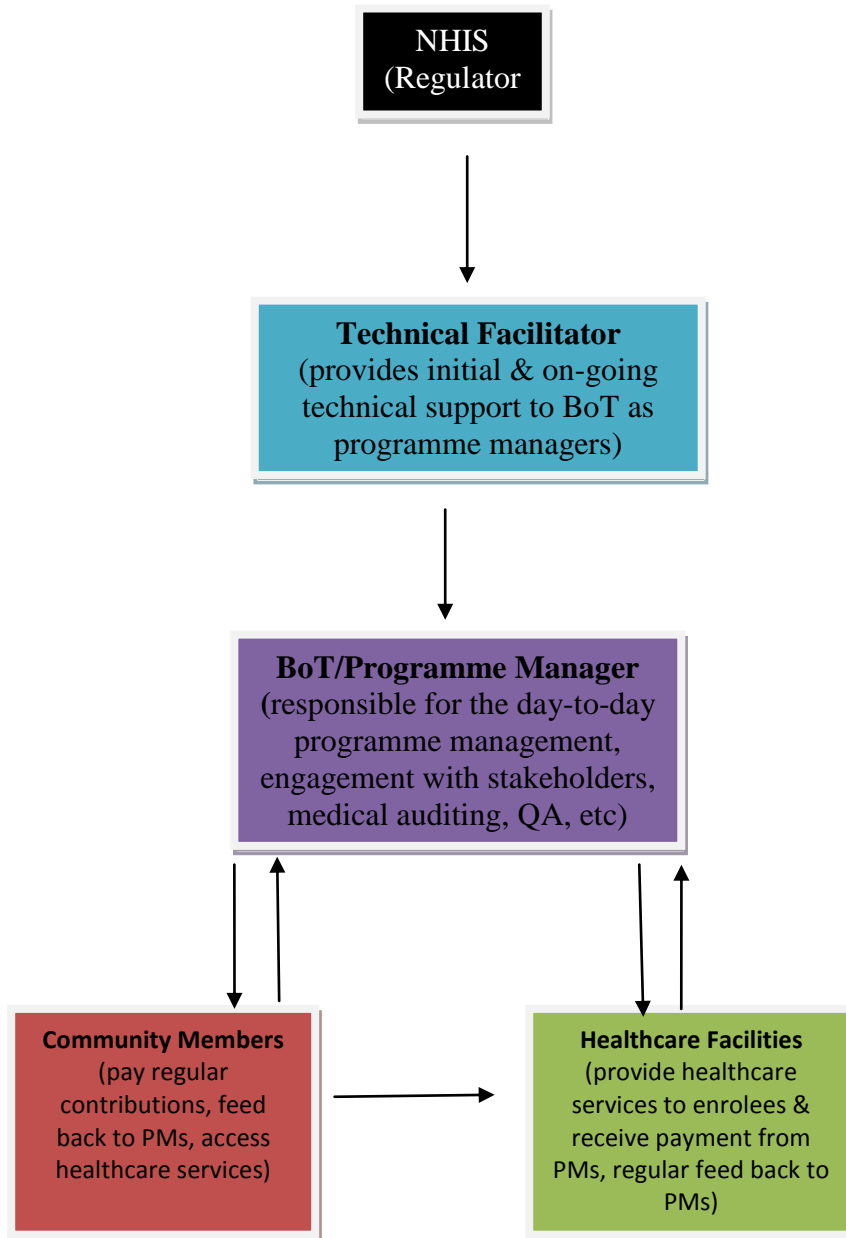 NHIS
(Regulator
Technical Facilitator
(provides initial & on-going
technical support to BoT as
programme managers)
BoT/Programme Manager
(responsible for the day-to-day
programme management,
engagement with stakeholders,
medical auditing, QA, etc)
Community Members
(pay regular
contributions, feed
back to PMs, access
healthcare services)
Healthcare Facilities
(provide healthcare
services to enrolees &
receive payment from
PMs, regular feed back to
PMs)